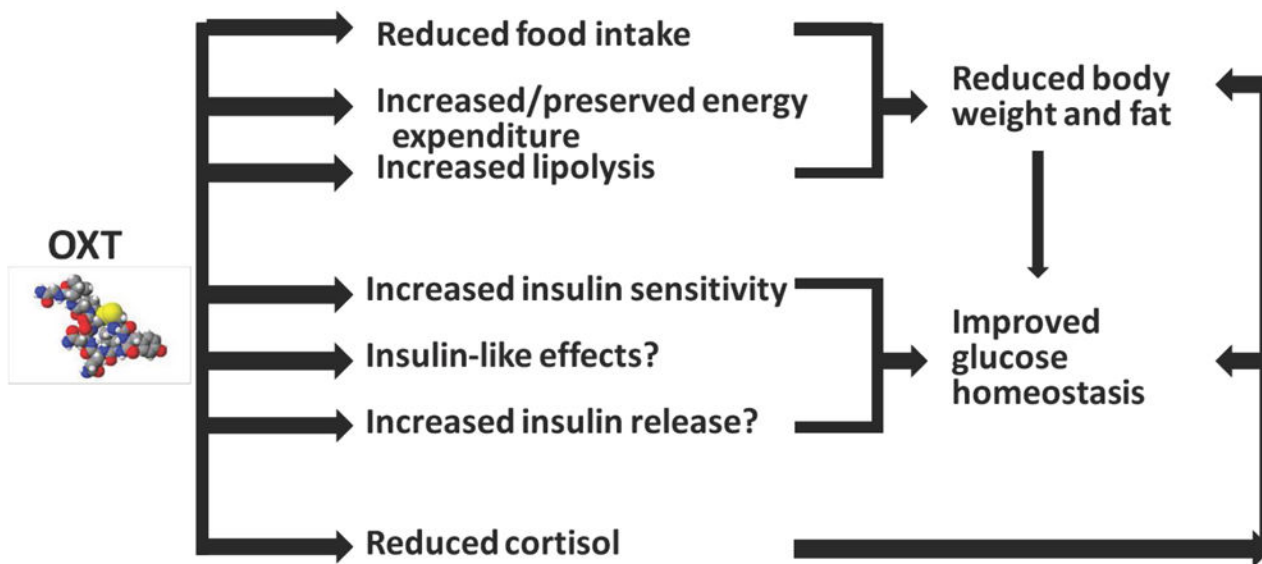 Reduced food intake
Increased/preserved energy
expenditure
Increased lipolysis
Reduced body
weight and fat
OXT
Increased insulin sensitivity
Insulin-like effects?
Increased insulin release?
Improved
glucose
homeostasis
Reduced cortisol